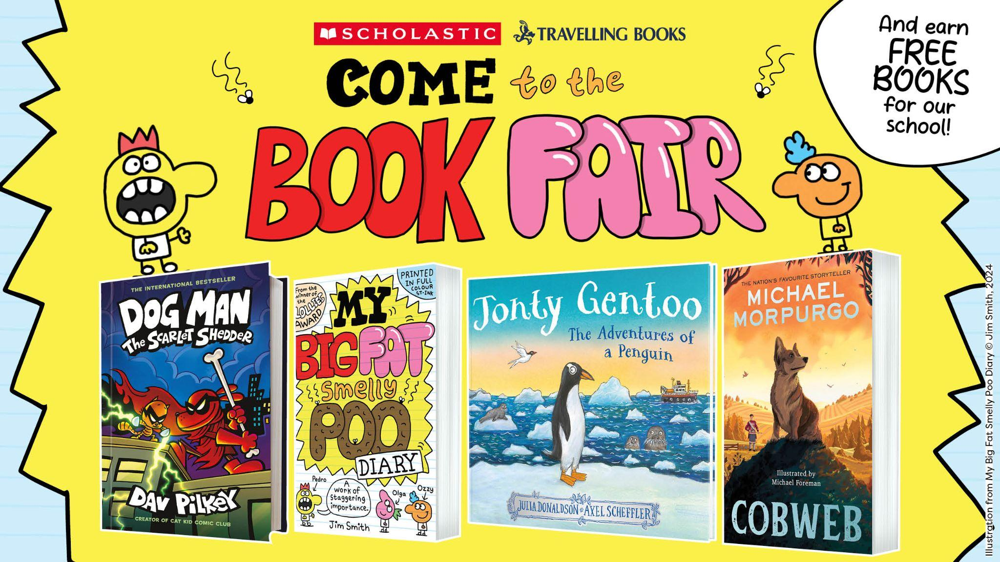 SCHOLASTIC TRAVELLING BOOKS
COME to the
BOOK FAIR
And earn
FREE
BOOKS
for our
school!
THE INTERNATIONAL BESTSELLER
DOG MAN
The SCARLET SHEDDER
DAV PILKEY
CREATOR OF CAT KID COMIC CLUB
From the
winner of
the
LOLLIES
AWARD
PRINTED
IN FULL
COLOUR
ST-INK
MY
BIG FAT
smelly
POO
DIARY
Pedro
A
work of
staggering
importance.
Olga
Ozzy
Jim Smith
Jonty Gentoo
The Adventures of
a Penguin
JULIA DONALDSON • AXEL SCHEFFLER
THE NATION'S FAVOURITE STORYTELLER
MICHAEL
MORPURGO
Illustrated by
Michael Foreman
COBWEB
Illustration from My Big Fat Smelly Poo Diary © Jim Smith, 2024